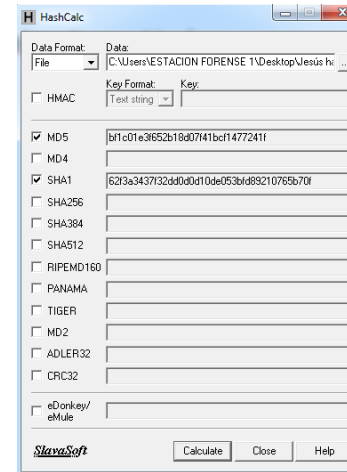 HashCalc
Data Format: Data:
File C:\Users\ESTACION FORENSE 1\Desktop\Jesús ha ...
Key Format: Key:
HMAC Text string
MD5 bf1c01e3f652b18d07f41bcf1477241f
MD4
SHA1 62f3a3437f32dd0d0d10de053bfd89210765b70f
SHA256
SHA384
SHA512
RIPEMD160
PANAMA
TIGER
MD2
ADLER32
CRC32
eDonkey/
eMule
SlavaSoft Calculate Close Help